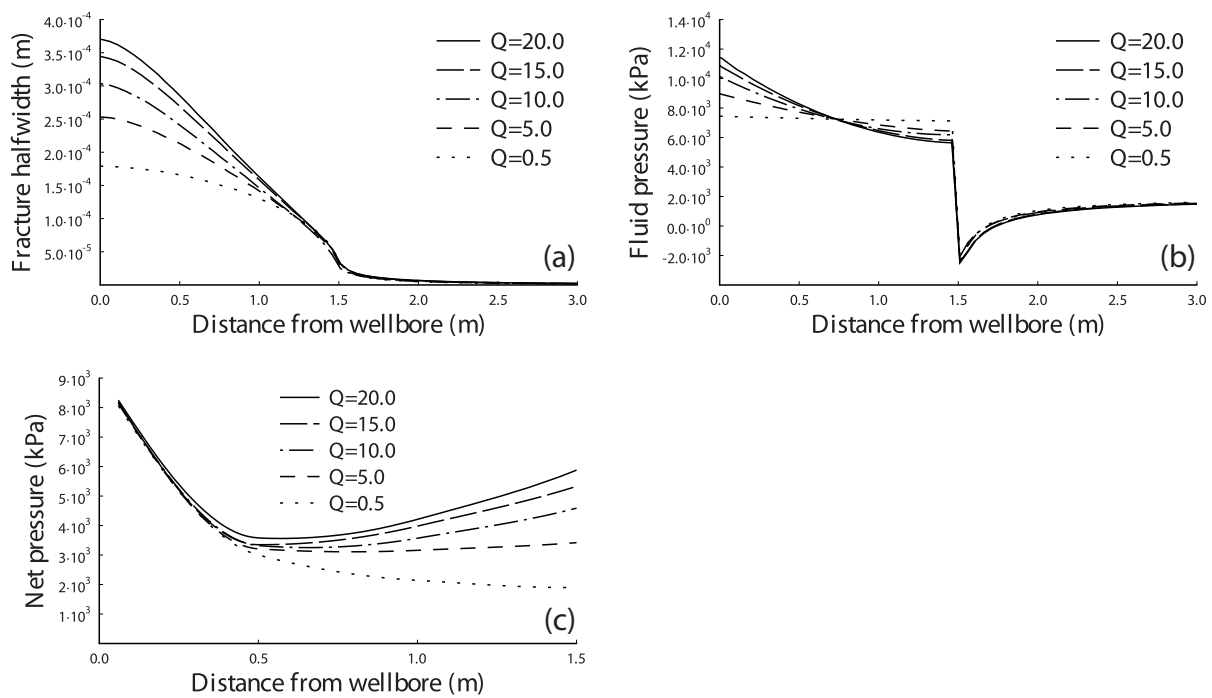 Fracture halfwidth (m)
4.0·10⁻⁴
3.5·10⁻⁴
3.0·10⁻⁴
2.5·10⁻⁴
2.0·10⁻⁴
1.5·10⁻⁴
1.0·10⁻⁴
5.0·10⁻⁵
Q=20.0
Q=15.0
Q=10.0
Q=5.0
Q=0.5
(a)
0.0 0.5 1.0 1.5 2.0 2.5 3.0
Distance from wellbore (m)
Fluid pressure (kPa)
1.4·10⁴
1.2·10⁴
1.0·10⁴
8.0·10³
6.0·10³
4.0·10³
2.0·10³
0.0·10⁰
-2.0·10³
Q=20.0
Q=15.0
Q=10.0
Q=5.0
Q=0.5
(b)
0.0 0.5 1.0 1.5 2.0 2.5 3.0
Distance from wellbore (m)
Net pressure (kPa)
9·10³
8·10³
7·10³
6·10³
5·10³
4·10³
3·10³
2·10³
1·10³
Q=20.0
Q=15.0
Q=10.0
Q=5.0
Q=0.5
(c)
0.0 0.5 1.0 1.5
Distance from wellbore (m)